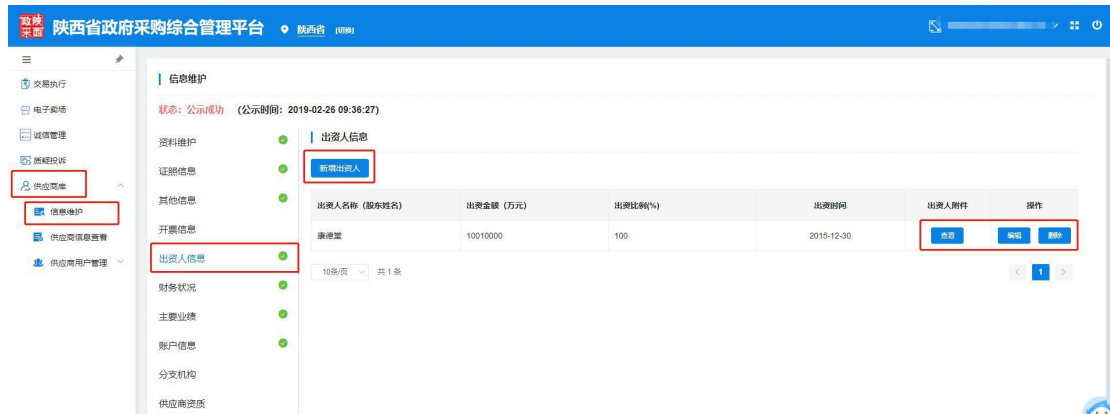 政陕
采西
陕西省政府采购综合管理平台 陕西省 [切换]
交易执行
电子卖场
诚信管理
质疑投诉
供应商库
信息维护
供应商信息查看
供应商用户管理
信息维护
状态：公示成功 （公示时间：2019-02-26 09:36:27）
资料维护
证照信息
其他信息
开票信息
出资人信息
财务状况
主要业绩
账户信息
分支机构
供应商资质
出资人信息
新增出资人
出资人名称（股东姓名） 出资金额（万元） 出资比例(%) 出资时间 出资人附件 操作
康德堂 10010000 100 2015-12-30 查看 编辑 删除
10条/页 共 1 条 < 1 >